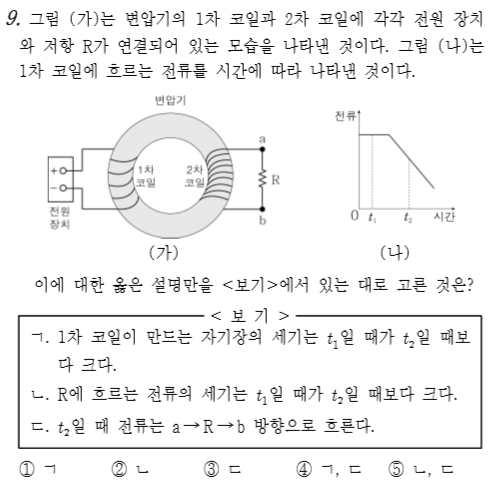 9. 그림 (가)는 변압기의 1차 코일과 2차 코일에 각각 전원 장치
와 저항 R가 연결되어 있는 모습을 나타낸 것이다. 그림 (나)는
1차 코일에 흐르는 전류를 시간에 따라 나타낸 것이다.
변압기
1차
코일
2차
코일
a
R
b
+
-
전원
장치
(가)
전류
0 t₁ t₂ 시간
(나)
이에 대한 옳은 설명만을 <보기>에서 있는 대로 고른 것은?
< 보 기 >
ㄱ. 1차 코일이 만드는 자기장의 세기는 t₁일 때가 t₂일 때보
다 크다.
ㄴ. R에 흐르는 전류의 세기는 t₁일 때가 t₂일 때보다 크다.
ㄷ. t₂일 때 전류는 a→R→b 방향으로 흐른다.
① ㄱ ② ㄴ ③ ㄷ ④ ㄱ, ㄷ ⑤ ㄴ, ㄷ